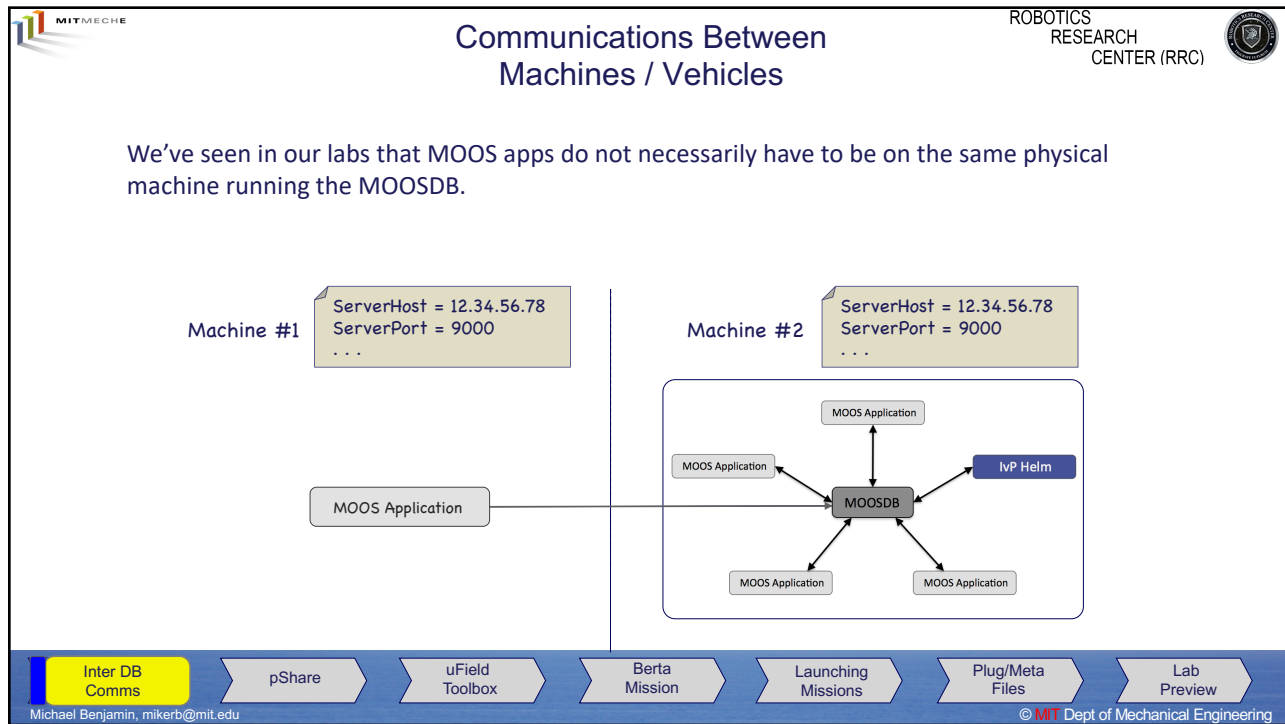 MITMECHE
Communications Between
Machines / Vehicles
ROBOTICS
RESEARCH
CENTER (RRC)
We've seen in our labs that MOOS apps do not necessarily have to be on the same physical
machine running the MOOSDB.
Machine #1
ServerHost = 12.34.56.78
ServerPort = 9000
. . .
Machine #2
ServerHost = 12.34.56.78
ServerPort = 9000
. . .
MOOS Application
MOOS Application
MOOS Application
IvP Helm
MOOSDB
MOOS Application
MOOS Application
Inter DB
Comms
pShare
uField
Toolbox
Berta
Mission
Launching
Missions
Plug/Meta
Files
Lab
Preview
Michael Benjamin, mikerb@mit.edu
© MIT Dept of Mechanical Engineering